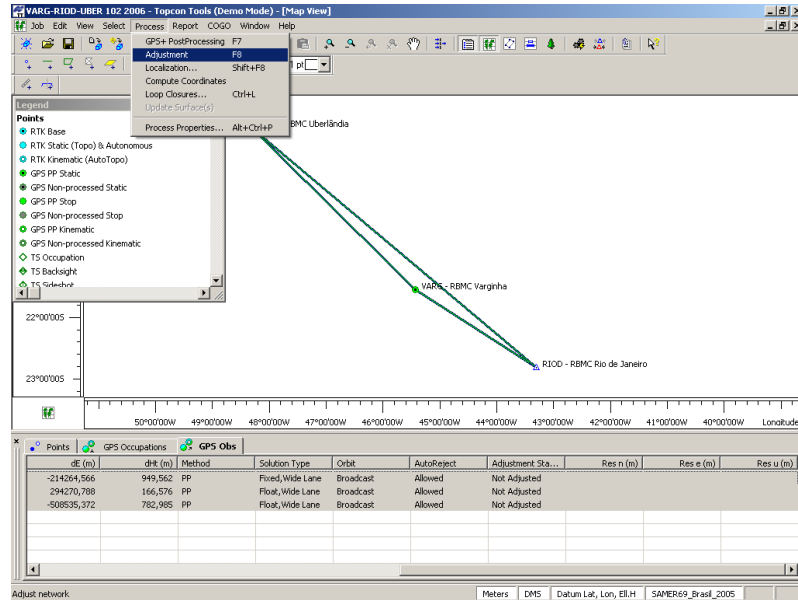 VARG-RIOD-UBER 102 2006 - Topcon Tools (Demo Mode) - [Map View]
Job Edit View Select Process Report COGO Window Help
GPS+ PostProcessing F7
Adjustment F8
Localization... Shift+F8
Compute Coordinates
Loop Closures... Ctrl+L
Update Surface(s)
Process Properties... Alt+Ctrl+P
1 pt
Legend
Points
RTK Base
RTK Static (Topo) & Autonomous
RTK Kinematic (AutoTopo)
GPS PP Static
GPS Non-processed Static
GPS PP Stop
GPS Non-processed Stop
GPS PP Kinematic
GPS Non-processed Kinematic
TS Occupation
TS Backsight
TS Sideshot
BMC Uberlândia
VARG - RBMC Varginha
RIOD - RBMC Rio de Janeiro
22°00'00S
23°00'00S
50°00'00W 49°00'00W 48°00'00W 47°00'00W 46°00'00W 45°00'00W 44°00'00W 43°00'00W 42°00'00W 41°00'00W 40°00'00W Longitude
Points GPS Occupations GPS Obs
dE (m) dHt (m) Method Solution Type Orbit AutoReject Adjustment Sta... Res n (m) Res e (m) Res u (m)
-214264,566 949,562 PP Fixed,Wide Lane Broadcast Allowed Not Adjusted
294270,788 166,576 PP Float,Wide Lane Broadcast Allowed Not Adjusted
-508535,372 782,985 PP Float,Wide Lane Broadcast Allowed Not Adjusted
Adjust network Meters DMS Datum Lat, Lon, Ell.H SAMER69_Brasil_2005